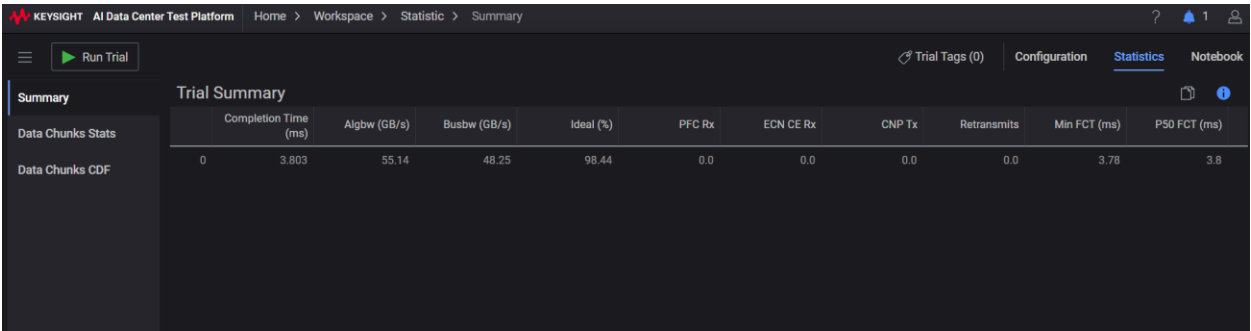 KEYSIGHT AI Data Center Test Platform Home > Workspace > Statistic > Summary ? 1
Run Trial Trial Tags (0) Configuration Statistics Notebook
Summary
Data Chunks Stats
Data Chunks CDF
Trial Summary
Completion Time (ms) Algbw (GB/s) Busbw (GB/s) Ideal (%) PFC Rx ECN CE Rx CNP Tx Retransmits Min FCT (ms) P50 FCT (ms)
0 3.803 55.14 48.25 98.44 0.0 0.0 0.0 0.0 3.78 3.8